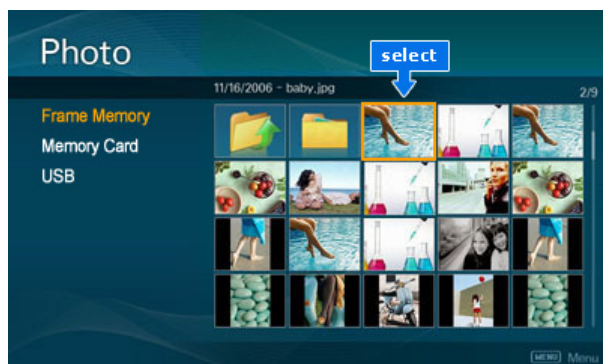 Photo
select
11/16/2006 - baby.jpg
2/9
Frame Memory
Memory Card
USB
MENU Menu